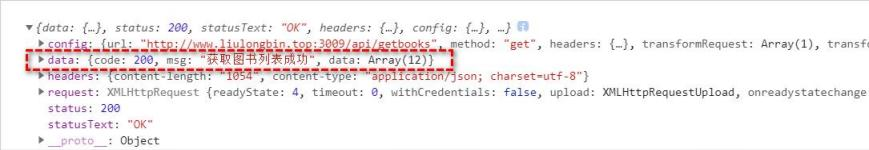 ▼{data: {…}, status: 200, statusText: "OK", headers: {…}, config: {…}, …}
▶config: {url: "http://www.liulongbin.top:3009/api/getbooks", method: "get", headers: {…}, transformRequest: Array(1), transfo
▶data: {code: 200, msg: "获取图书列表成功", data: Array(12)}
▶headers: {content-length: "1054", content-type: "application/json; charset=utf-8"}
▶request: XMLHttpRequest {readyState: 4, timeout: 0, withCredentials: false, upload: XMLHttpRequestUpload, onreadystatechange
status: 200
statusText: "OK"
▶__proto__: Object